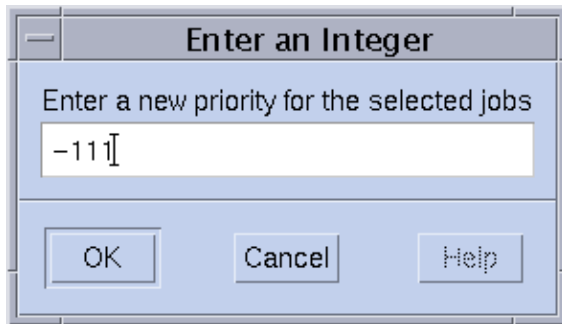 Enter an Integer
Enter a new priority for the selected jobs
-111
OK Cancel Help